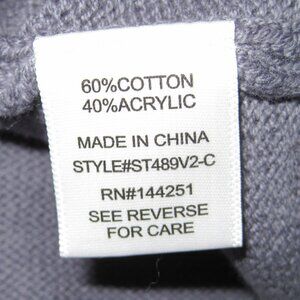 60%COTTON
40%ACRYLIC
MADE IN CHINA
STYLE#ST489V2-C
RN#144251
SEE REVERSE
FOR CARE